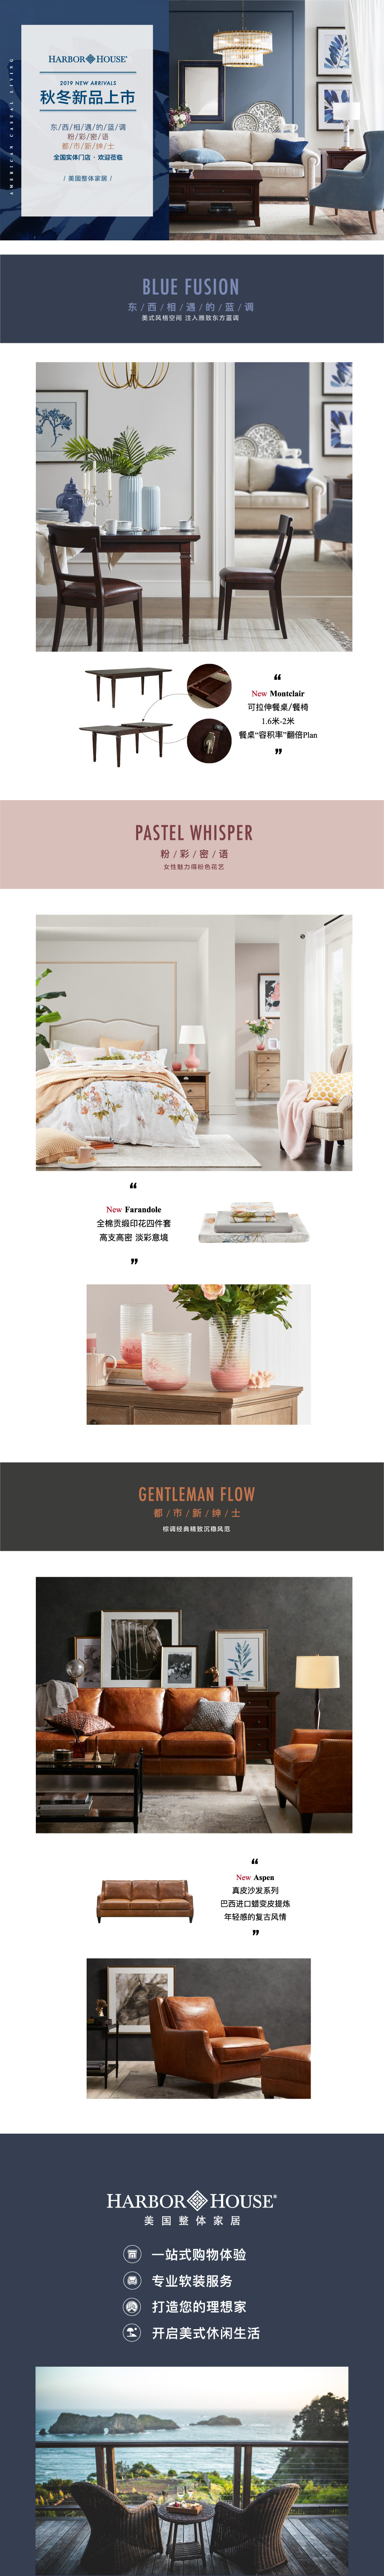 AMERICAN CASUAL LIVING
HARBOR HOUSE®
2019 NEW ARRIVALS
秋冬新品上市
东/西/相/遇/的/蓝/调
粉/彩/密/语
都/市/新/绅/士
全国实体门店·欢迎莅临
/ 美国整体家居 /
BLUE FUSION
东/西/相/遇/的/蓝/调
美式风格空间 注入雅致东方蓝调
“
New Montclair
可拉伸餐桌/餐椅
1.6米-2米
餐桌“容积率”翻倍Plan
”
PASTEL WHISPER
粉/彩/密/语
女性魅力得粉色花艺
“
New Farandole
全棉贡缎印花四件套
高支高密 淡彩意境
”
GENTLEMAN FLOW
都/市/新/绅/士
棕调经典精致沉稳风范
“
New Aspen
真皮沙发系列
巴西进口蜡变皮提炼
年轻感的复古风情
”
HARBOR HOUSE®
美国整体家居
一站式购物体验
专业软装服务
打造您的理想家
开启美式休闲生活